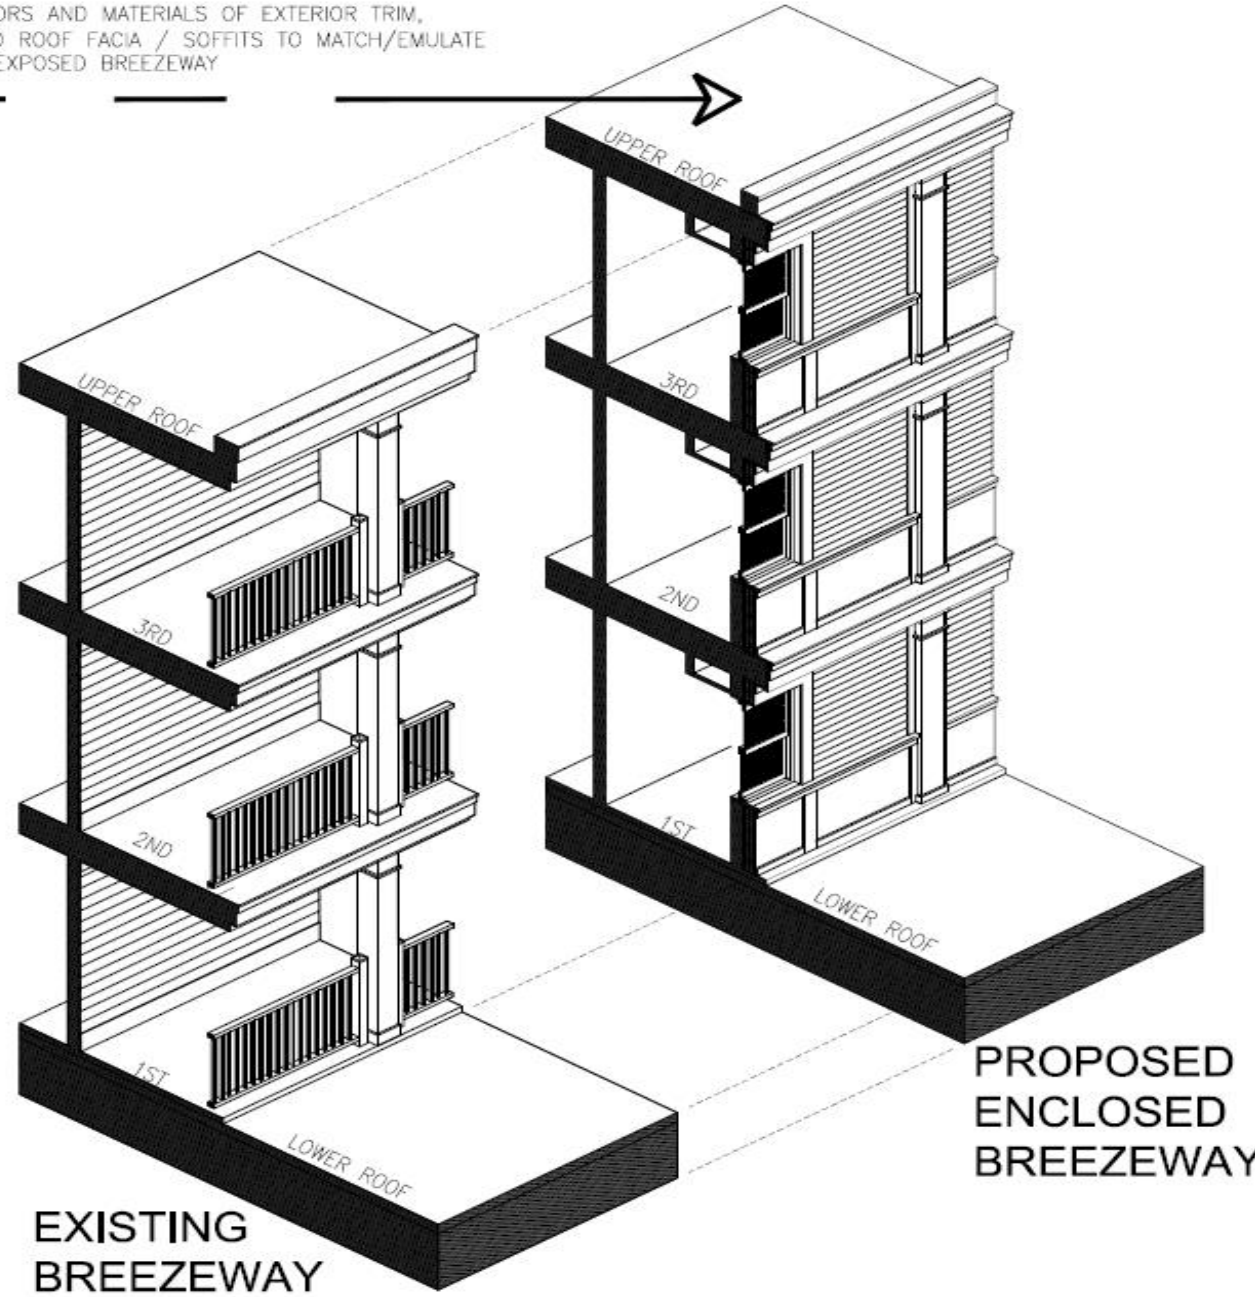 ORS AND MATERIALS OF EXTERIOR TRIM,
ROOF FACIA / SOFFITS TO MATCH/EMULATE
EXPOSED BREEZEWAY
UPPER ROOF
3RD
2ND
1ST
LOWER ROOF
PROPOSED
ENCLOSED
BREEZEWAY
UPPER ROOF
3RD
2ND
1ST
LOWER ROOF
EXISTING
BREEZEWAY